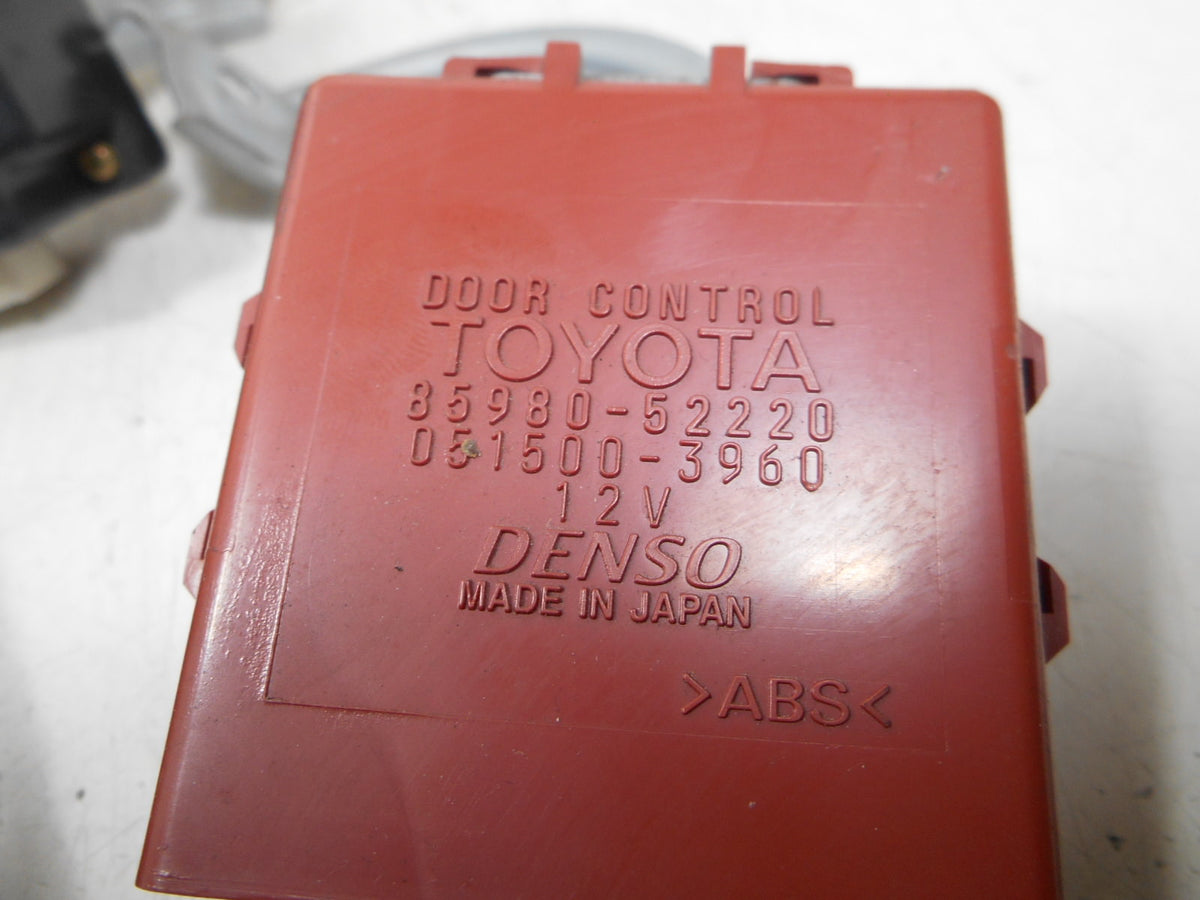 DOOR CONTROL
TOYOTA
85980-52220
051500-3960
12V
DENSO
MADE IN JAPAN
>ABS<